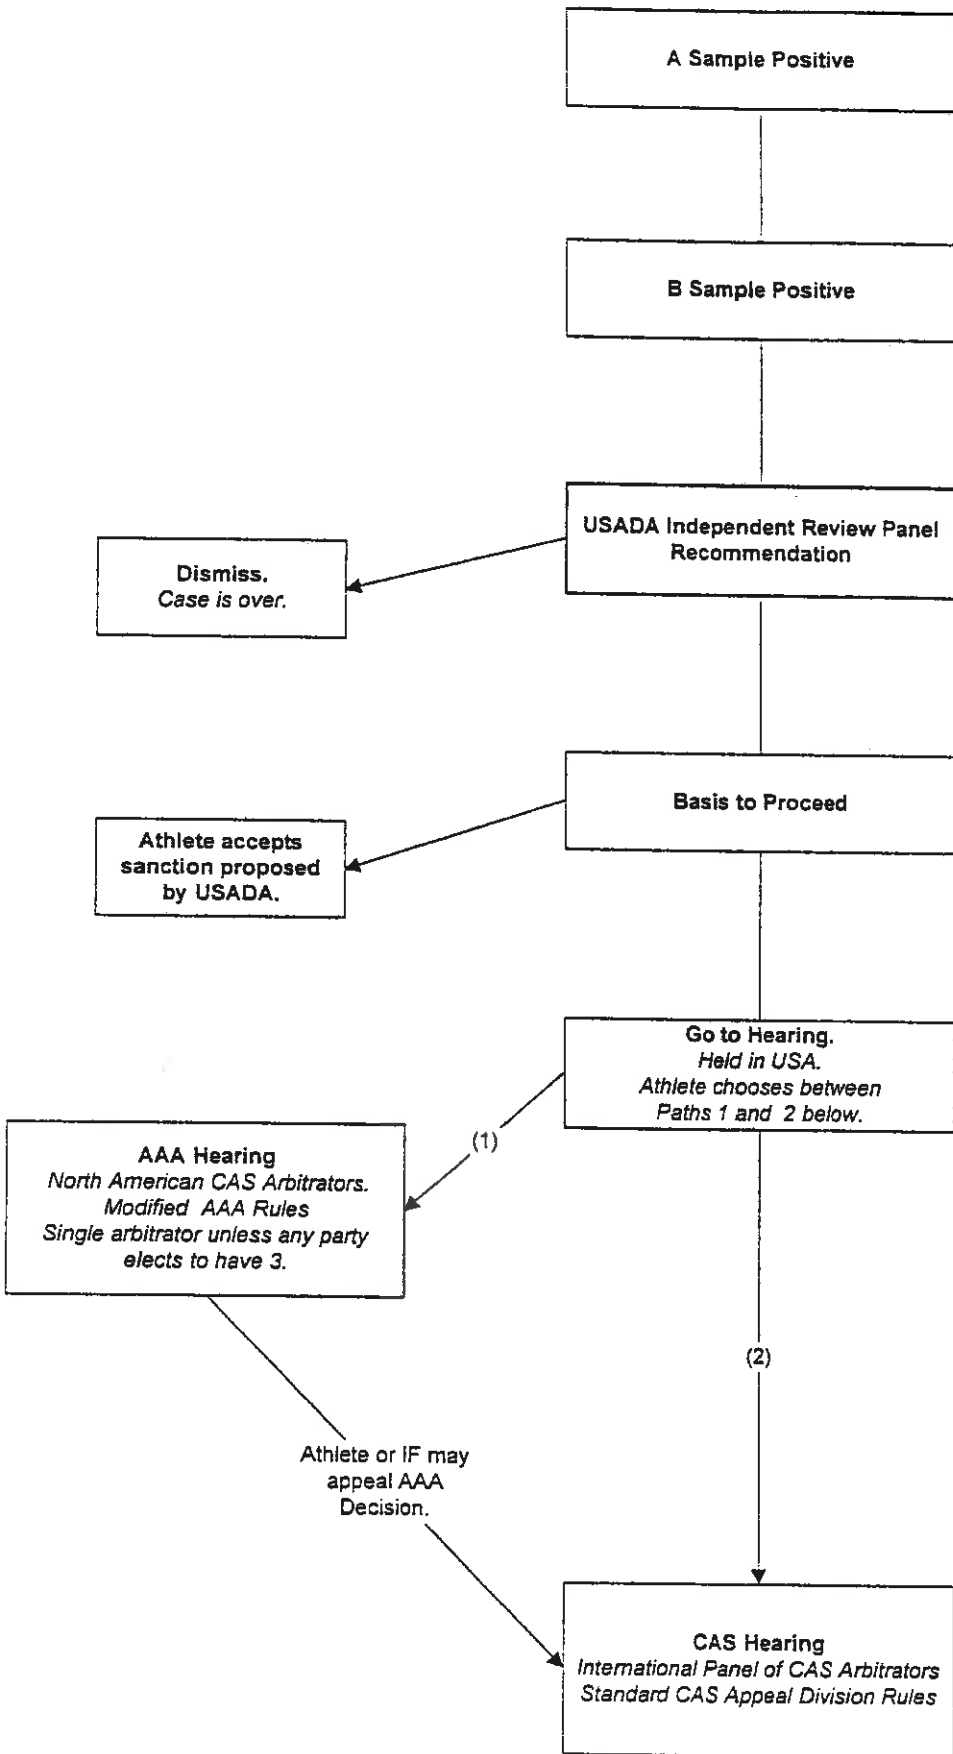 A Sample Positive
B Sample Positive
USADA Independent Review Panel
Recommendation
Dismiss.
Case is over.
Basis to Proceed
Athlete accepts
sanction proposed
by USADA.
Go to Hearing.
Held in USA.
Athlete chooses between
Paths 1 and 2 below.
(1)
AAA Hearing
North American CAS Arbitrators.
Modified AAA Rules
Single arbitrator unless any party
elects to have 3.
(2)
Athlete or IF may
appeal AAA
Decision.
CAS Hearing
International Panel of CAS Arbitrators
Standard CAS Appeal Division Rules